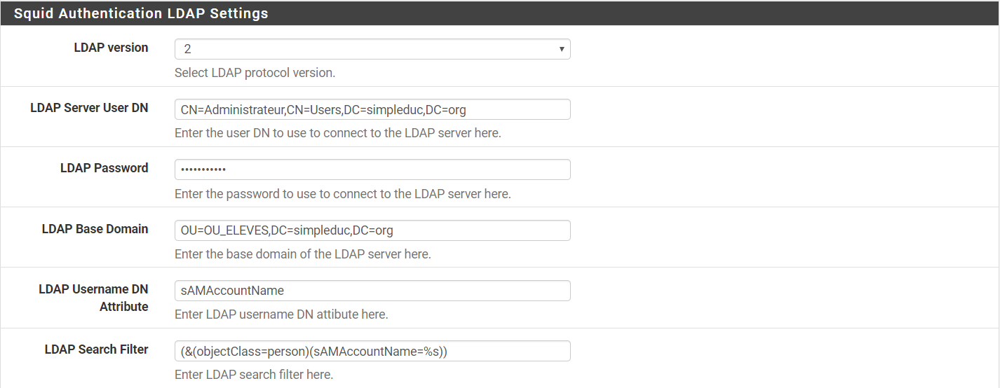 Squid Authentication LDAP Settings
LDAP version
2
Select LDAP protocol version.
LDAP Server User DN
CN=Administrateur,CN=Users,DC=simpleduc,DC=org
Enter the user DN to use to connect to the LDAP server here.
LDAP Password
•••••••••••
Enter the password to use to connect to the LDAP server here.
LDAP Base Domain
OU=OU_ELEVES,DC=simpleduc,DC=org
Enter the base domain of the LDAP server here.
LDAP Username DN
Attribute
sAMAccountName
Enter LDAP username DN attibute here.
LDAP Search Filter
(&(objectClass=person)(sAMAccountName=%s))
Enter LDAP search filter here.